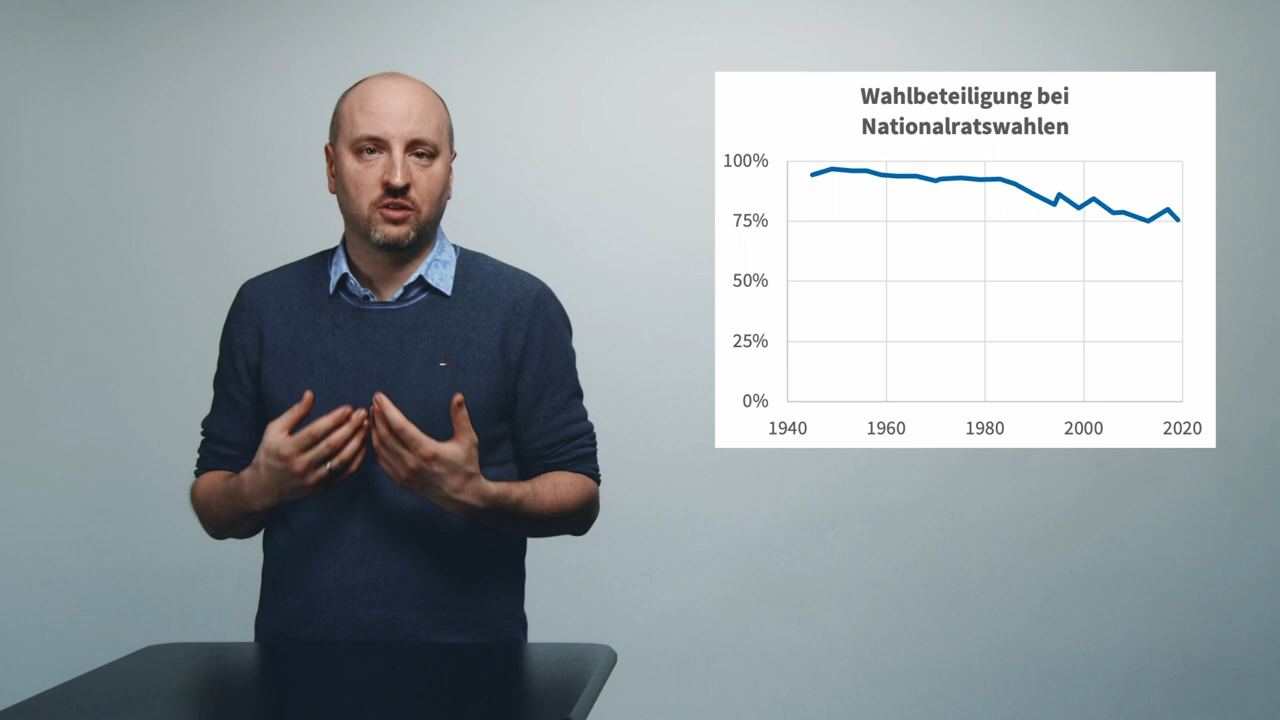 Wahlbeteiligung bei
Nationalratswahlen
100%
75%
50%
25%
0%
1940 1960 1980 2000 2020